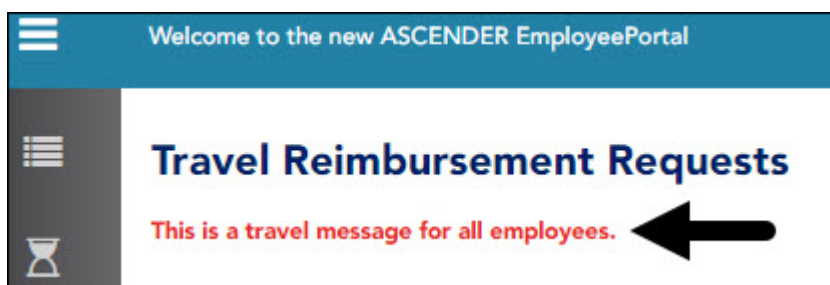 Welcome to the new ASCENDER EmployeePortal
Travel Reimbursement Requests
This is a travel message for all employees.